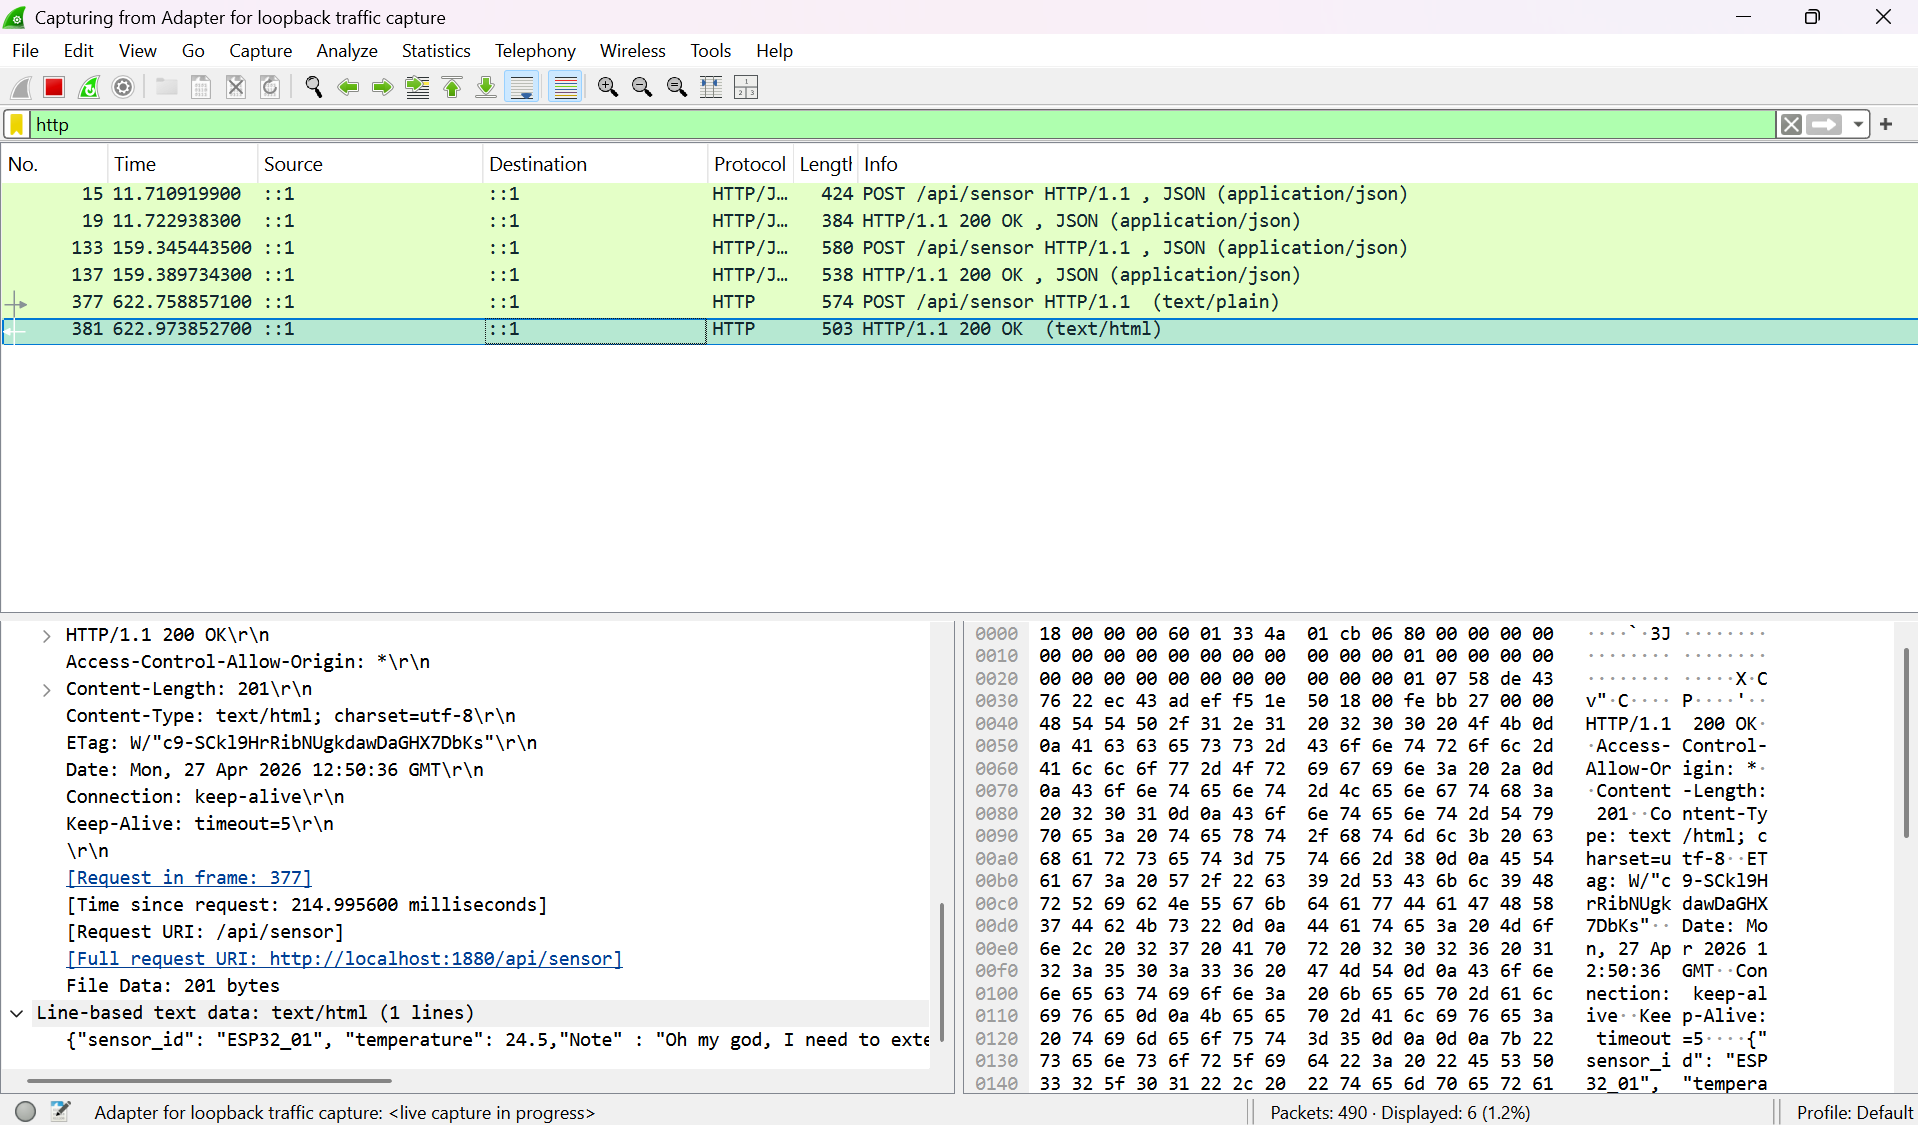 Capturing from Adapter for loopback traffic capture
File Edit View Go Capture Analyze Statistics Telephony Wireless Tools Help
http
No. Time Source Destination Protocol Length Info
15 11.710919900 ::1 ::1 HTTP/J… 424 POST /api/sensor HTTP/1.1 , JSON (application/json)
19 11.722938300 ::1 ::1 HTTP/J… 384 HTTP/1.1 200 OK , JSON (application/json)
133 159.345443500 ::1 ::1 HTTP/J… 580 POST /api/sensor HTTP/1.1 , JSON (application/json)
137 159.389734300 ::1 ::1 HTTP/J… 538 HTTP/1.1 200 OK , JSON (application/json)
377 622.758857100 ::1 ::1 HTTP 574 POST /api/sensor HTTP/1.1 (text/plain)
381 622.973852700 ::1 ::1 HTTP 503 HTTP/1.1 200 OK (text/html)
HTTP/1.1 200 OK\r\n
Access-Control-Allow-Origin: *\r\n
Content-Length: 201\r\n
Content-Type: text/html; charset=utf-8\r\n
ETag: W/"c9-SCkl9HrRibNUgkdawDaGHX7DbKs"\r\n
Date: Mon, 27 Apr 2026 12:50:36 GMT\r\n
Connection: keep-alive\r\n
Keep-Alive: timeout=5\r\n
\r\n
[Request in frame: 377]
[Time since request: 214.995600 milliseconds]
[Request URI: /api/sensor]
[Full request URI: http://localhost:1880/api/sensor]
File Data: 201 bytes
Line-based text data: text/html (1 lines)
{"sensor_id": "ESP32_01", "temperature": 24.5,"Note" : "Oh my god, I need to exte
0000 18 00 00 00 60 01 33 4a 01 cb 06 80 00 00 00 00 ····`·3J ········
0010 00 00 00 00 00 00 00 00 00 00 00 01 00 00 00 00 ········ ········
0020 00 00 00 00 00 00 00 00 00 00 00 01 07 58 de 43 ········ ·····X·C
0030 76 22 ec 43 ad ef f5 1e 50 18 00 fe bb 27 00 00 v"·C···· P····'··
0040 48 54 54 50 2f 31 2e 31 20 32 30 30 20 4f 4b 0d HTTP/1.1 200 OK·
0050 0a 41 63 63 65 73 73 2d 43 6f 6e 74 72 6f 6c 2d ·Access- Control-
0060 41 6c 6c 6f 77 2d 4f 72 69 67 69 6e 3a 20 2a 0d Allow-Or igin: *·
0070 0a 43 6f 6e 74 65 6e 74 2d 4c 65 6e 67 74 68 3a ·Content -Length:
0080 20 32 30 31 0d 0a 43 6f 6e 74 65 6e 74 2d 54 79 201··Co ntent-Ty
0090 70 65 3a 20 74 65 78 74 2f 68 74 6d 6c 3b 20 63 pe: text /html; c
00a0 68 61 72 73 65 74 3d 75 74 66 2d 38 0d 0a 45 54 harset=u tf-8··ET
00b0 61 67 3a 20 57 2f 22 63 39 2d 53 43 6b 6c 39 48 ag: W/"c 9-SCkl9H
00c0 72 52 69 62 4e 55 67 6b 64 61 77 44 61 47 48 58 rRibNUgk dawDaGHX
00d0 37 44 62 4b 73 22 0d 0a 44 61 74 65 3a 20 4d 6f 7DbKs"·· Date: Mo
00e0 6e 2c 20 32 37 20 41 70 72 20 32 30 32 36 20 31 n, 27 Ap r 2026 1
00f0 32 3a 35 30 3a 33 36 20 47 4d 54 0d 0a 43 6f 6e 2:50:36 GMT··Con
0100 6e 65 63 74 69 6f 6e 3a 20 6b 65 65 70 2d 61 6c nection: keep-al
0110 69 76 65 0d 0a 4b 65 65 70 2d 41 6c 69 76 65 3a ive··Kee p-Alive:
0120 20 74 69 6d 65 6f 75 74 3d 35 0d 0a 0d 0a 7b 22 timeout =5····{"
0130 73 65 6e 73 6f 72 5f 69 64 22 3a 20 22 45 53 50 sensor_i d": "ESP
0140 33 32 5f 30 31 22 2c 20 22 74 65 6d 70 65 72 61 32_01", "tempera
Adapter for loopback traffic capture: <live capture in progress> Packets: 490 · Displayed: 6 (1.2%) Profile: Default